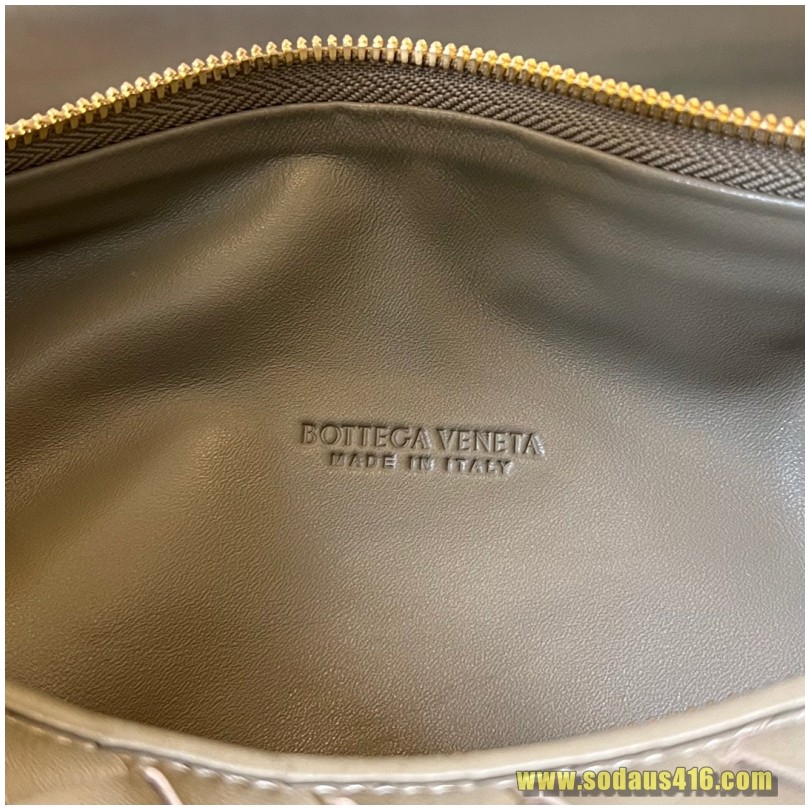 BOTTEGA VENETA
MADE IN ITALY
www.sodaus416.com